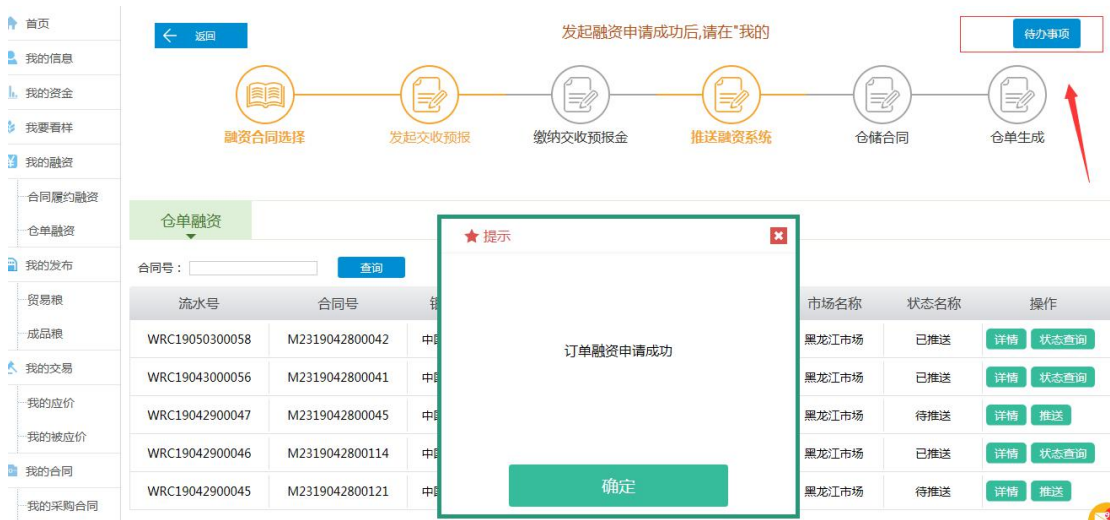 首页
我的信息
我的资金
我要看样
我的融资
合同履约融资
仓单融资
我的发布
贸易粮
成品粮
我的交易
我的应价
我的被应价
我的合同
我的采购合同
返回
发起融资申请成功后,请在"我的
待办事项
融资合同选择 发起交收预报 缴纳交收预报金 推送融资系统 仓储合同 仓单生成
仓单融资
合同号： 查询
流水号 合同号 市场名称 状态名称 操作
WRC19050300058 M2319042800042 中国 黑龙江市场 已推送 详情 状态查询
WRC19043000056 M2319042800041 中国 黑龙江市场 已推送 详情 状态查询
WRC19042900047 M2319042800045 中国 黑龙江市场 待推送 详情 推送
WRC19042900046 M2319042800114 中国 黑龙江市场 已推送 详情 状态查询
WRC19042900045 M2319042800121 中国 黑龙江市场 待推送 详情 推送
提示
订单融资申请成功
确定